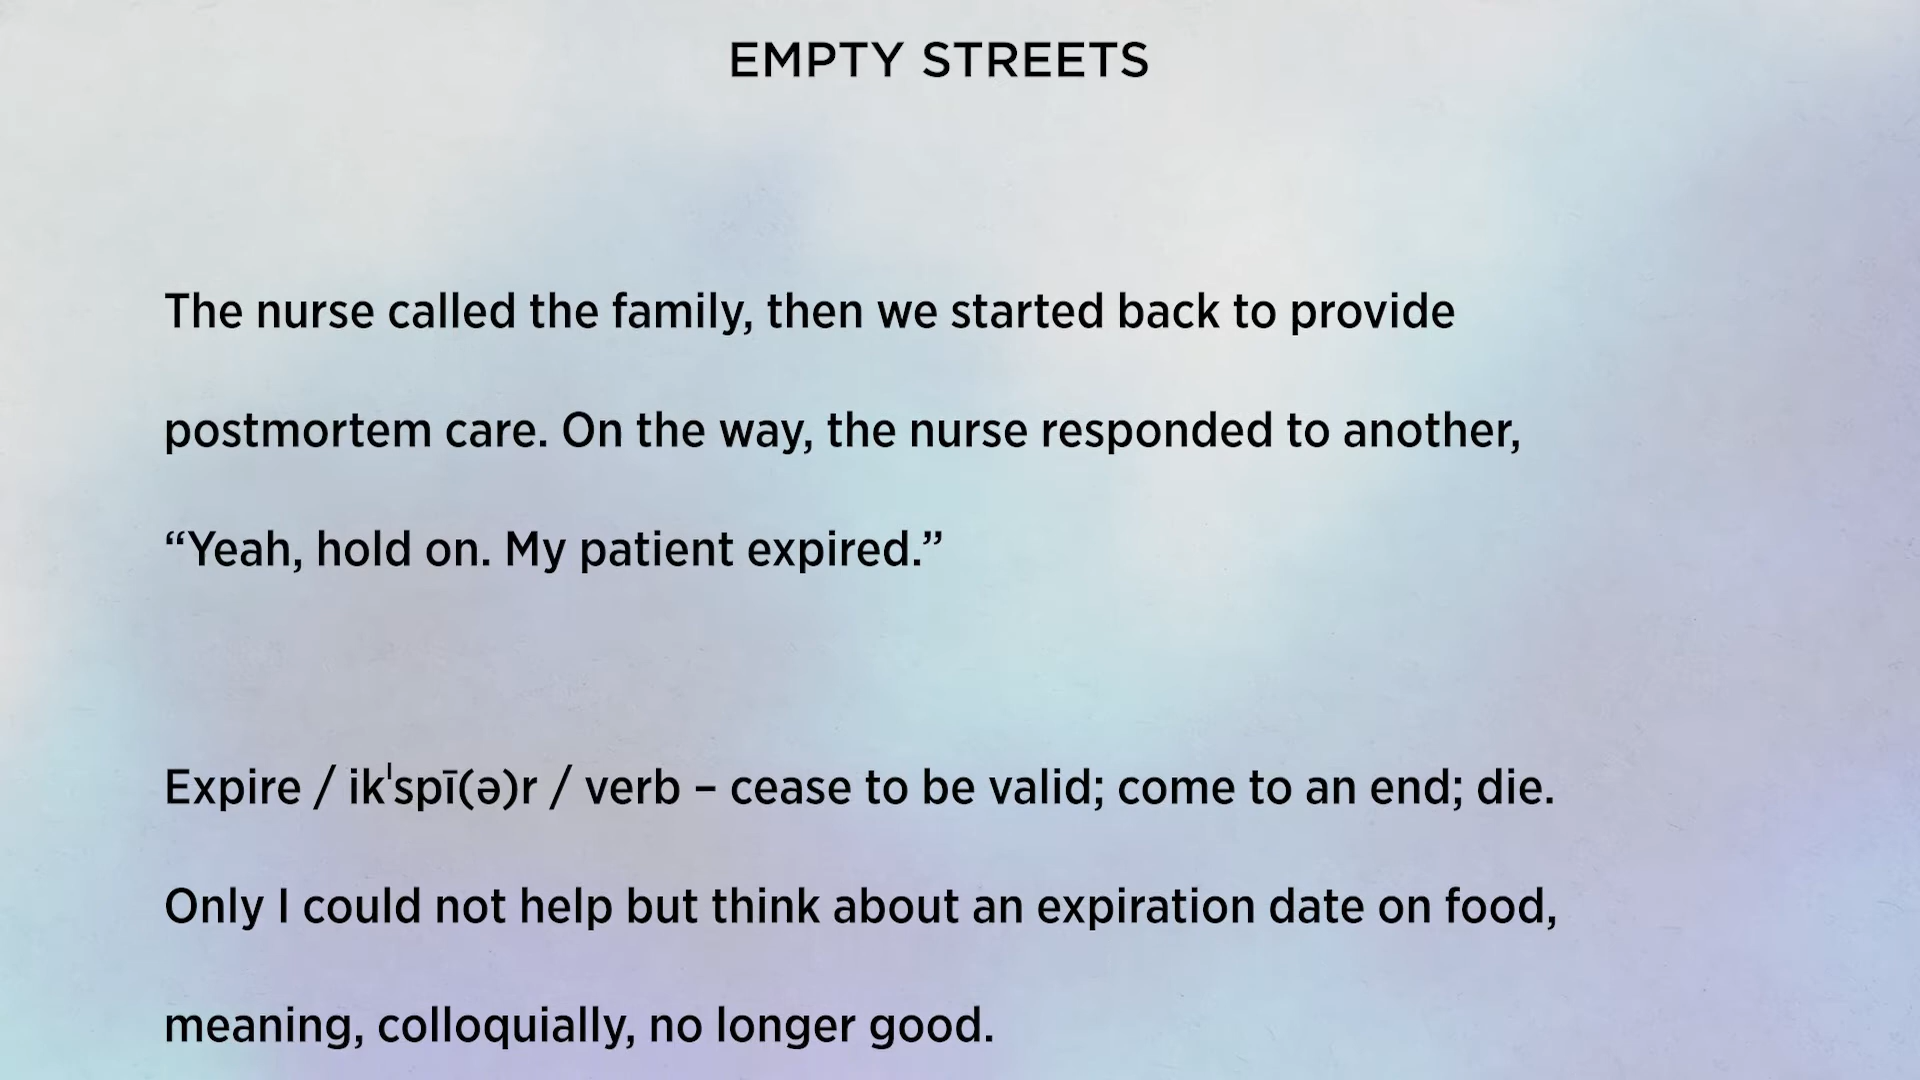 EMPTY STREETS
The nurse called the family, then we started back to provide
postmortem care. On the way, the nurse responded to another,
“Yeah, hold on. My patient expired.”
Expire / ikˈspī(ə)r / verb – cease to be valid; come to an end; die.
Only I could not help but think about an expiration date on food,
meaning, colloquially, no longer good.